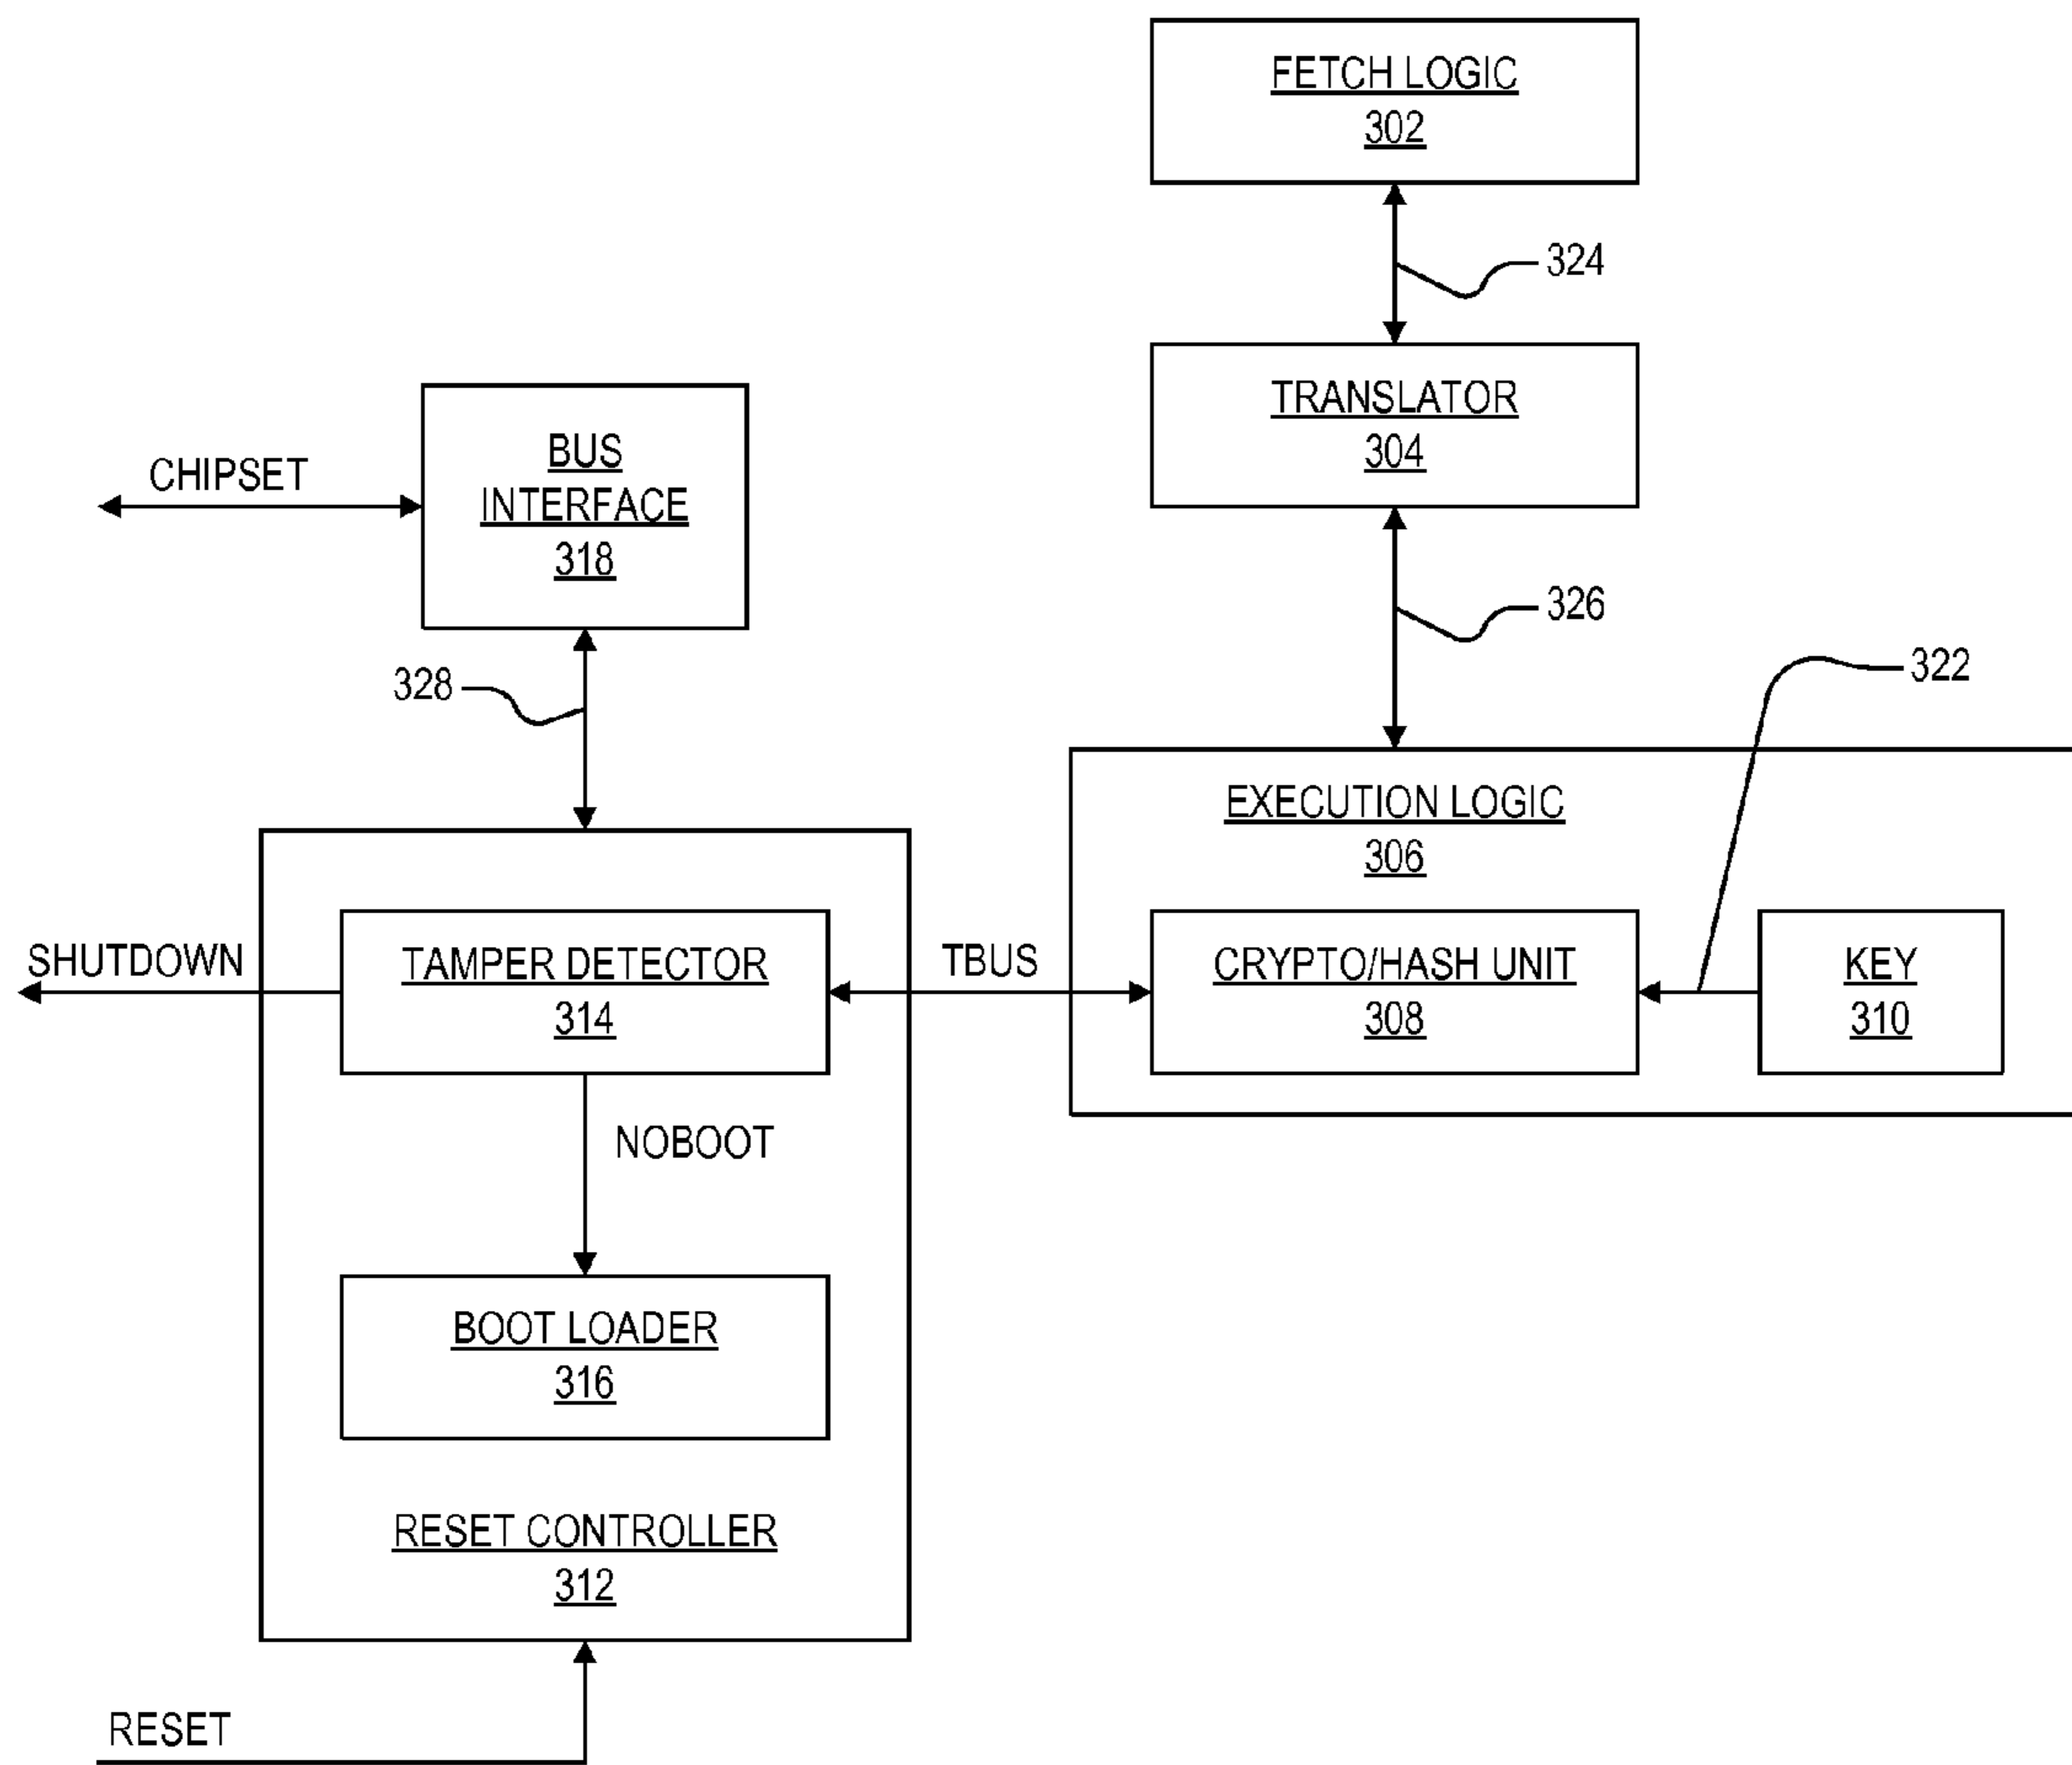 FETCH LOGIC
302
324
TRANSLATOR
304
BUS
INTERFACE
318
CHIPSET
326
328
322
EXECUTION LOGIC
306
SHUTDOWN
TAMPER DETECTOR
314
TBUS
CRYPTO/HASH UNIT
308
KEY
310
NOBOOT
BOOT LOADER
316
RESET CONTROLLER
312
RESET